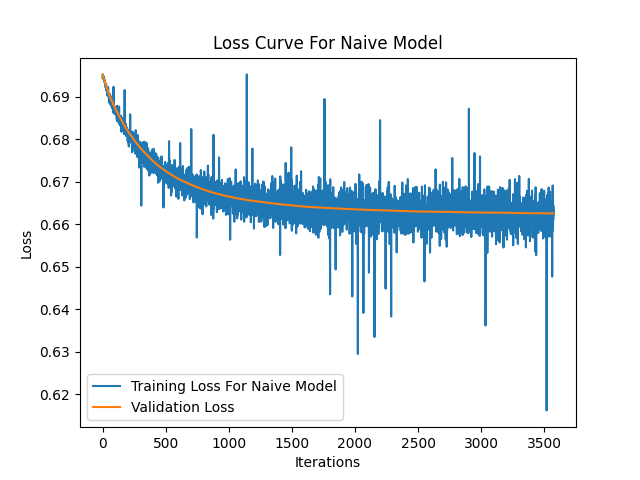 Loss Curve For Naive Model
0.69
0.68
0.67
0.66
0.65
0.64
0.63
0.62
Loss
Training Loss For Naive Model
Validation Loss
0 500 1000 1500 2000 2500 3000 3500
Iterations